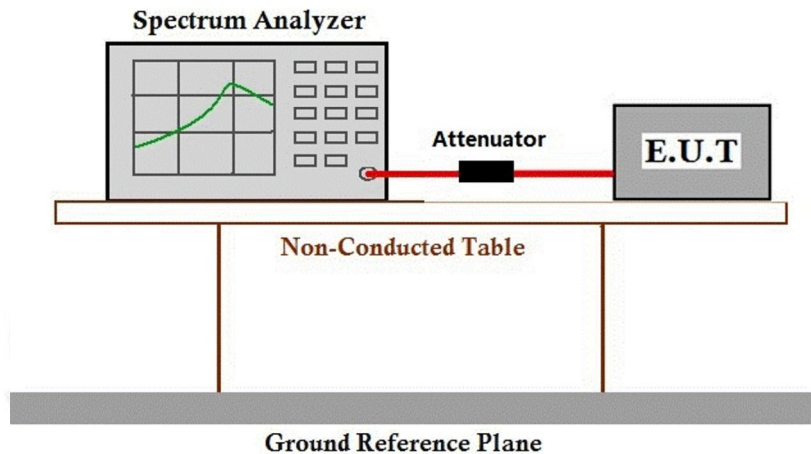 Spectrum Analyzer
Attenuator
E.U.T
Non-Conducted Table
Ground Reference Plane